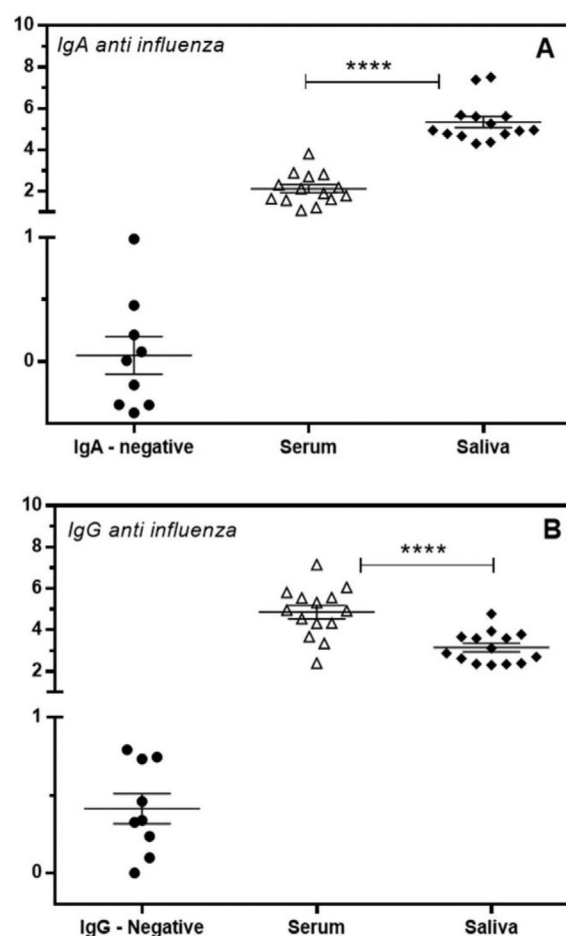 10
IgA anti influenza
A
****
8
6
4
2
1
0
IgA - negative
Serum
Saliva
10
IgG anti influenza
B
****
8
6
4
2
1
0
IgG - Negative
Serum
Saliva